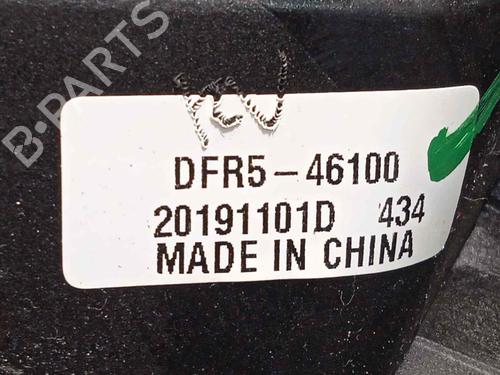 B-PARTS
DFR5-46100
20191101D 434
MADE IN CHINA